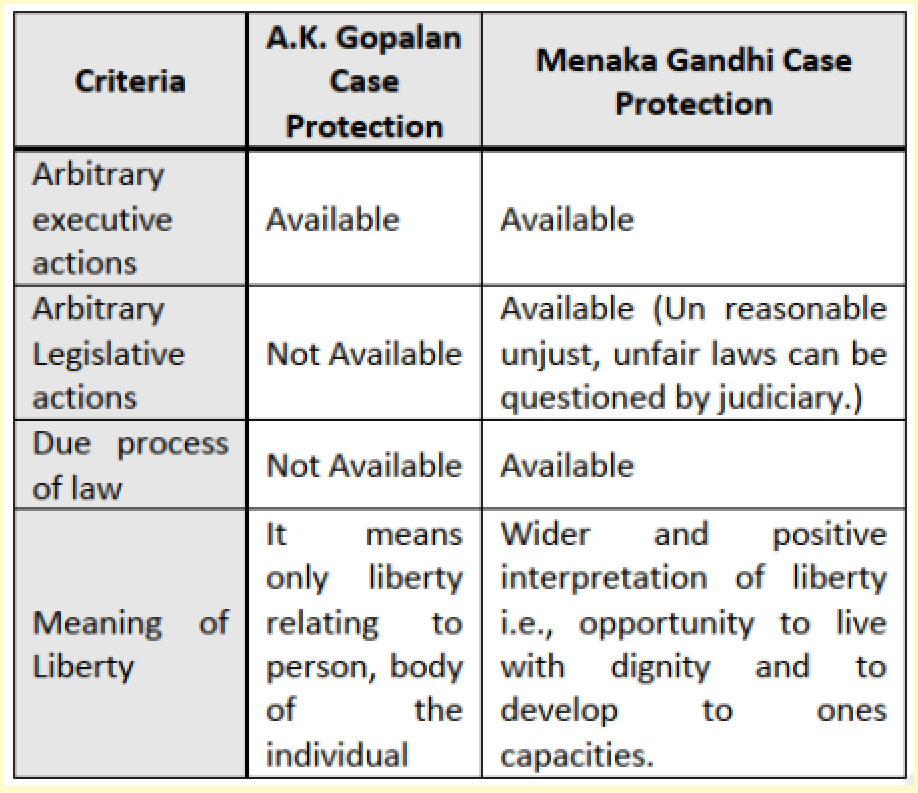 Criteria
A.K. Gopalan
Case
Protection
Menaka Gandhi Case
Protection
Arbitrary
executive
actions
Available
Available
Arbitrary
Legislative
actions
Not Available
Available (Un reasonable
unjust, unfair laws can be
questioned by judiciary.)
Due process
of law
Not Available
Available
Meaning of
Liberty
It means
only liberty
relating to
person, body
of the
individual
Wider and positive
interpretation of liberty
i.e., opportunity to live
with dignity and to
develop to ones
capacities.